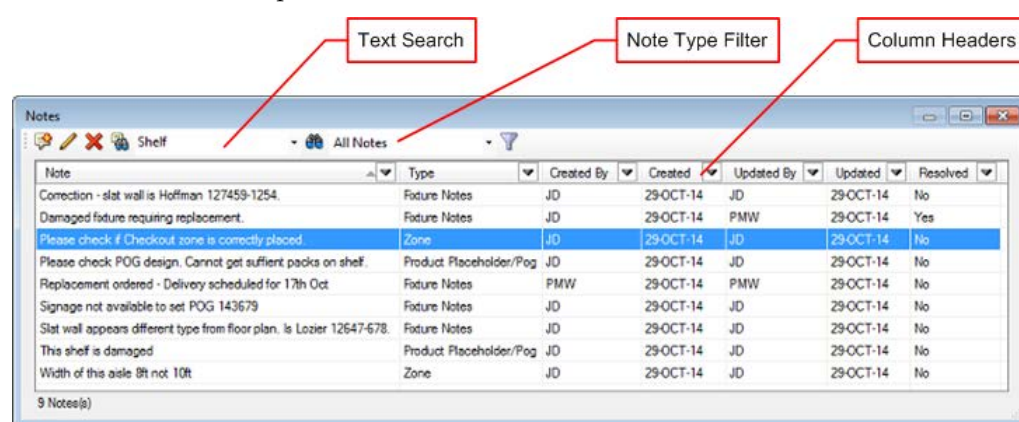 Text Search
Note Type Filter
Column Headers
Notes
Shelf All Notes
Note Type Created By Created Updated By Updated Resolved
Correction - slat wall is Hoffman 127459-1254. Fixture Notes JD 29-OCT-14 JD 29-OCT-14 No
Damaged fixture requiring replacement. Fixture Notes JD 29-OCT-14 PMW 29-OCT-14 Yes
Please check if Checkout zone is correctly placed. Zone JD 29-OCT-14 JD 29-OCT-14 No
Please check POG design. Cannot get suffient packs on shelf. Product Placeholder/Pog JD 29-OCT-14 JD 29-OCT-14 No
Replacement ordered - Delivery scheduled for 17th Oct Fixture Notes PMW 29-OCT-14 PMW 29-OCT-14 No
Signage not available to set POG 143679 Fixture Notes JD 29-OCT-14 JD 29-OCT-14 No
Slat wall appears different type from floor plan. Is Lozier 12647-678. Fixture Notes JD 29-OCT-14 JD 29-OCT-14 No
This shelf is damaged Product Placeholder/Pog JD 29-OCT-14 JD 29-OCT-14 No
Width of this aisle 8ft not 10ft Zone JD 29-OCT-14 JD 29-OCT-14 No
9 Notes(s)